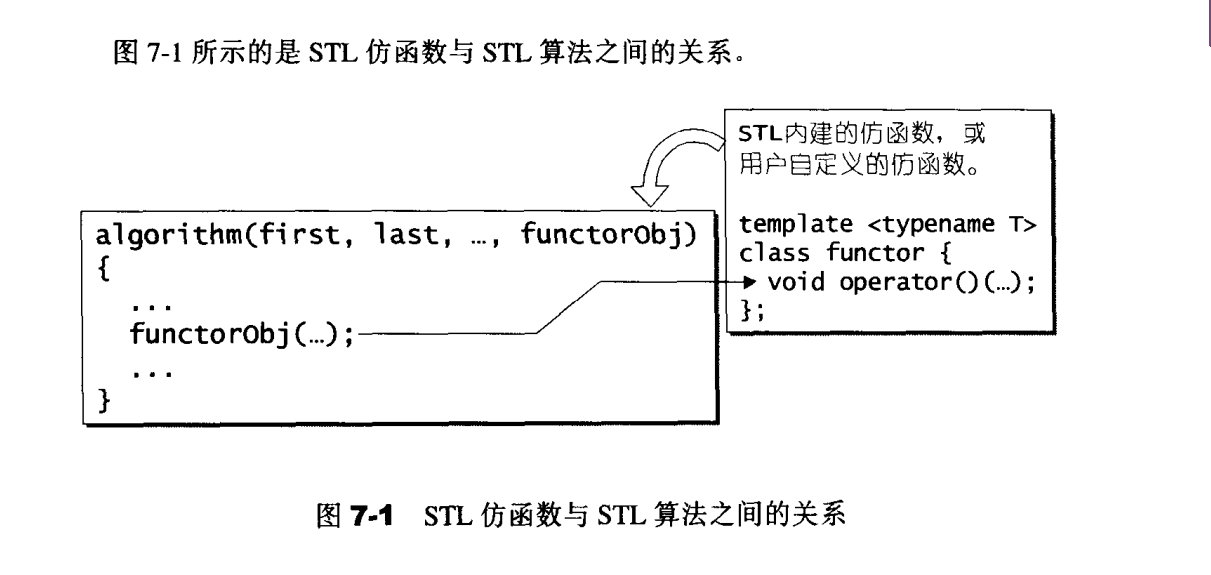 图 7-1 所示的是 STL 仿函数与 STL 算法之间的关系。
STL内建的仿函数，或
用户自定义的仿函数。
template <typename T>
class functor {
void operator()(…);
};
algorithm(first, last, …, functorObj)
{
...
functorObj(…);
...
}
图 7-1 STL 仿函数与 STL 算法之间的关系